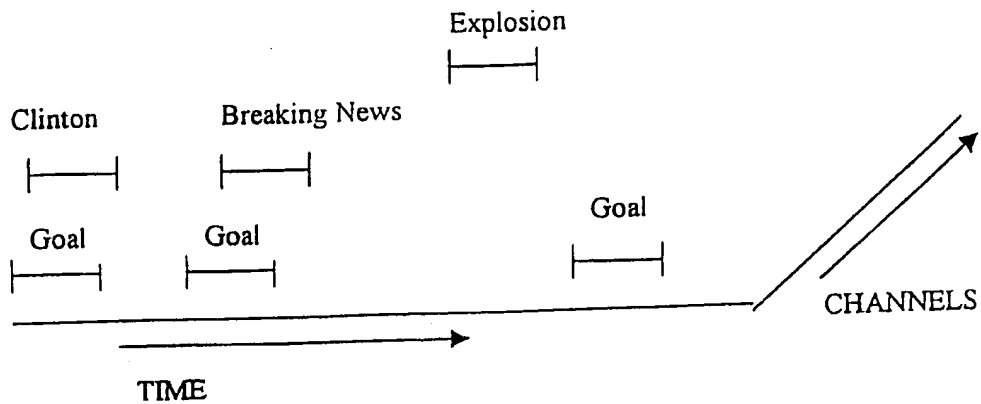 Explosion
Clinton
Breaking News
Goal
Goal
Goal
CHANNELS
TIME